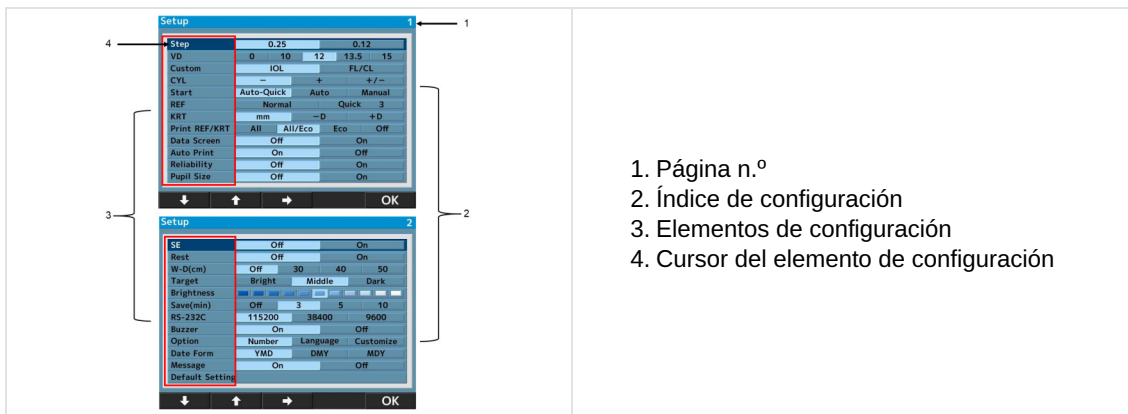 Setup 1
1
4
Step 0.25 0.12
VD 0 10 12 13.5 15
Custom IOL FL/CL
CYL − + +/−
Start Auto-Quick Auto Manual
REF Normal Quick 3
KRT mm −D +D
Print REF/KRT All All/Eco Eco Off
Data Screen Off On
Auto Print On Off
Reliability Off On
Pupil Size Off On
OK
3
2
Setup 2
SE Off On
Rest Off On
W-D(cm) Off 30 40 50
Target Bright Middle Dark
Brightness
Save(min) Off 3 5 10
RS-232C 115200 38400 9600
Buzzer On Off
Option Number Language Customize
Date Form YMD DMY MDY
Message On Off
Default Setting
OK
1. Página n.º
2. Índice de configuración
3. Elementos de configuración
4. Cursor del elemento de configuración